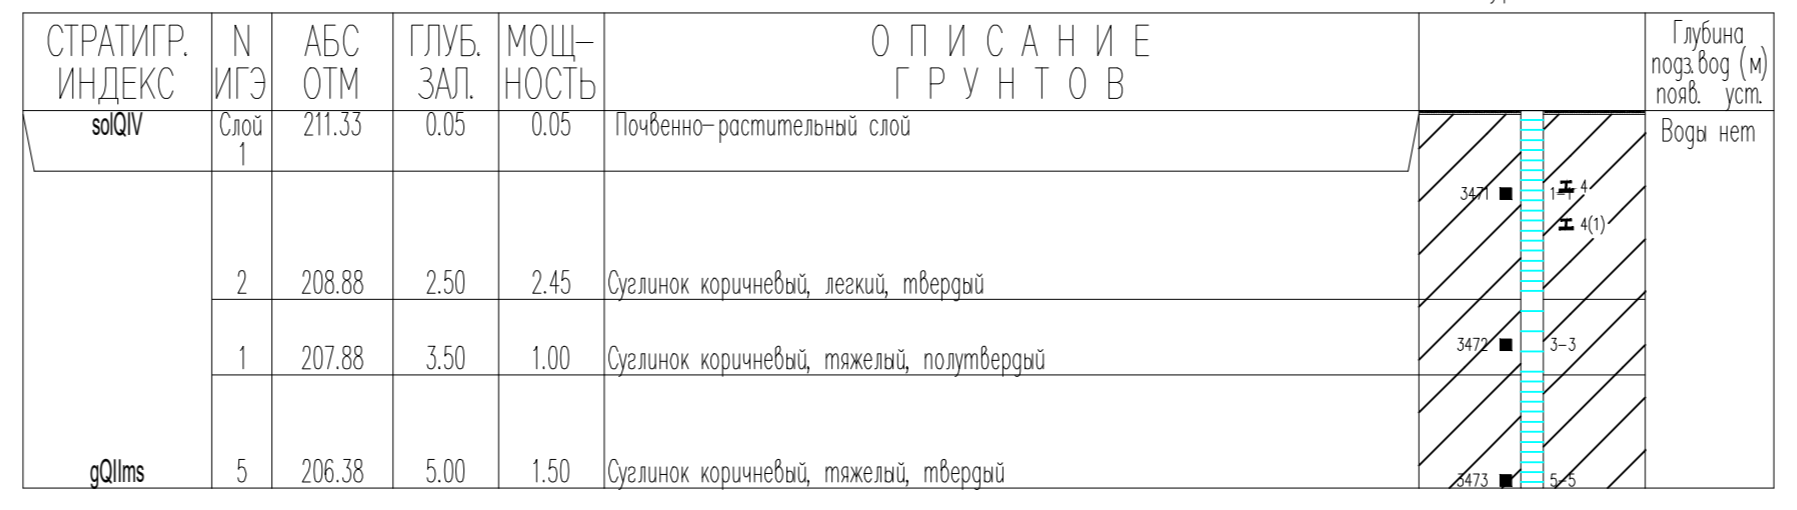 СТРАТИГР. ИНДЕКС
N ИГЭ
АБС ОТМ
ГЛУБ. ЗАЛ.
МОЩ-НОСТЬ
ОПИСАНИЕ ГРУНТОВ
Глубина
подз.вод (м)
появ. уст.
solQIV Слой 1 211.33 0.05 0.05 Почвенно-растительный слой
Воды нет
3471 1-1 4
4(1)
2 208.88 2.50 2.45 Суглинок коричневый, легкий, твердый
3472 3-3
1 207.88 3.50 1.00 Суглинок коричневый, тяжелый, полутвердый
gQIIms 5 206.38 5.00 1.50 Суглинок коричневый, тяжелый, твердый
3473 5-5